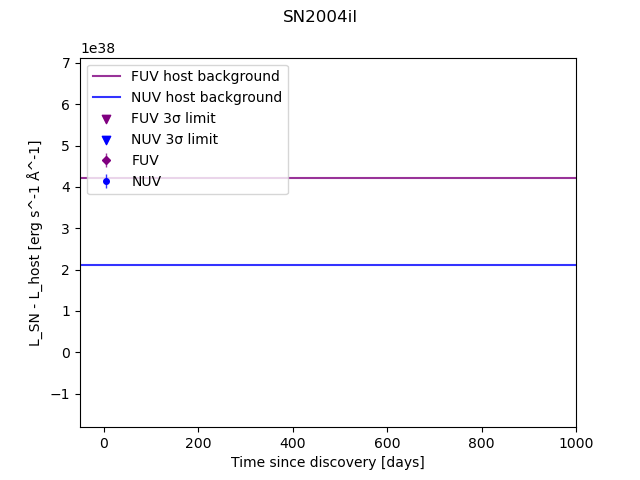 SN2004il
1e38
FUV host background
NUV host background
FUV 3σ limit
NUV 3σ limit
FUV
NUV
7
6
5
4
3
2
1
0
−1
L_SN - L_host [erg s^-1 Å^-1]
0 200 400 600 800 1000
Time since discovery [days]